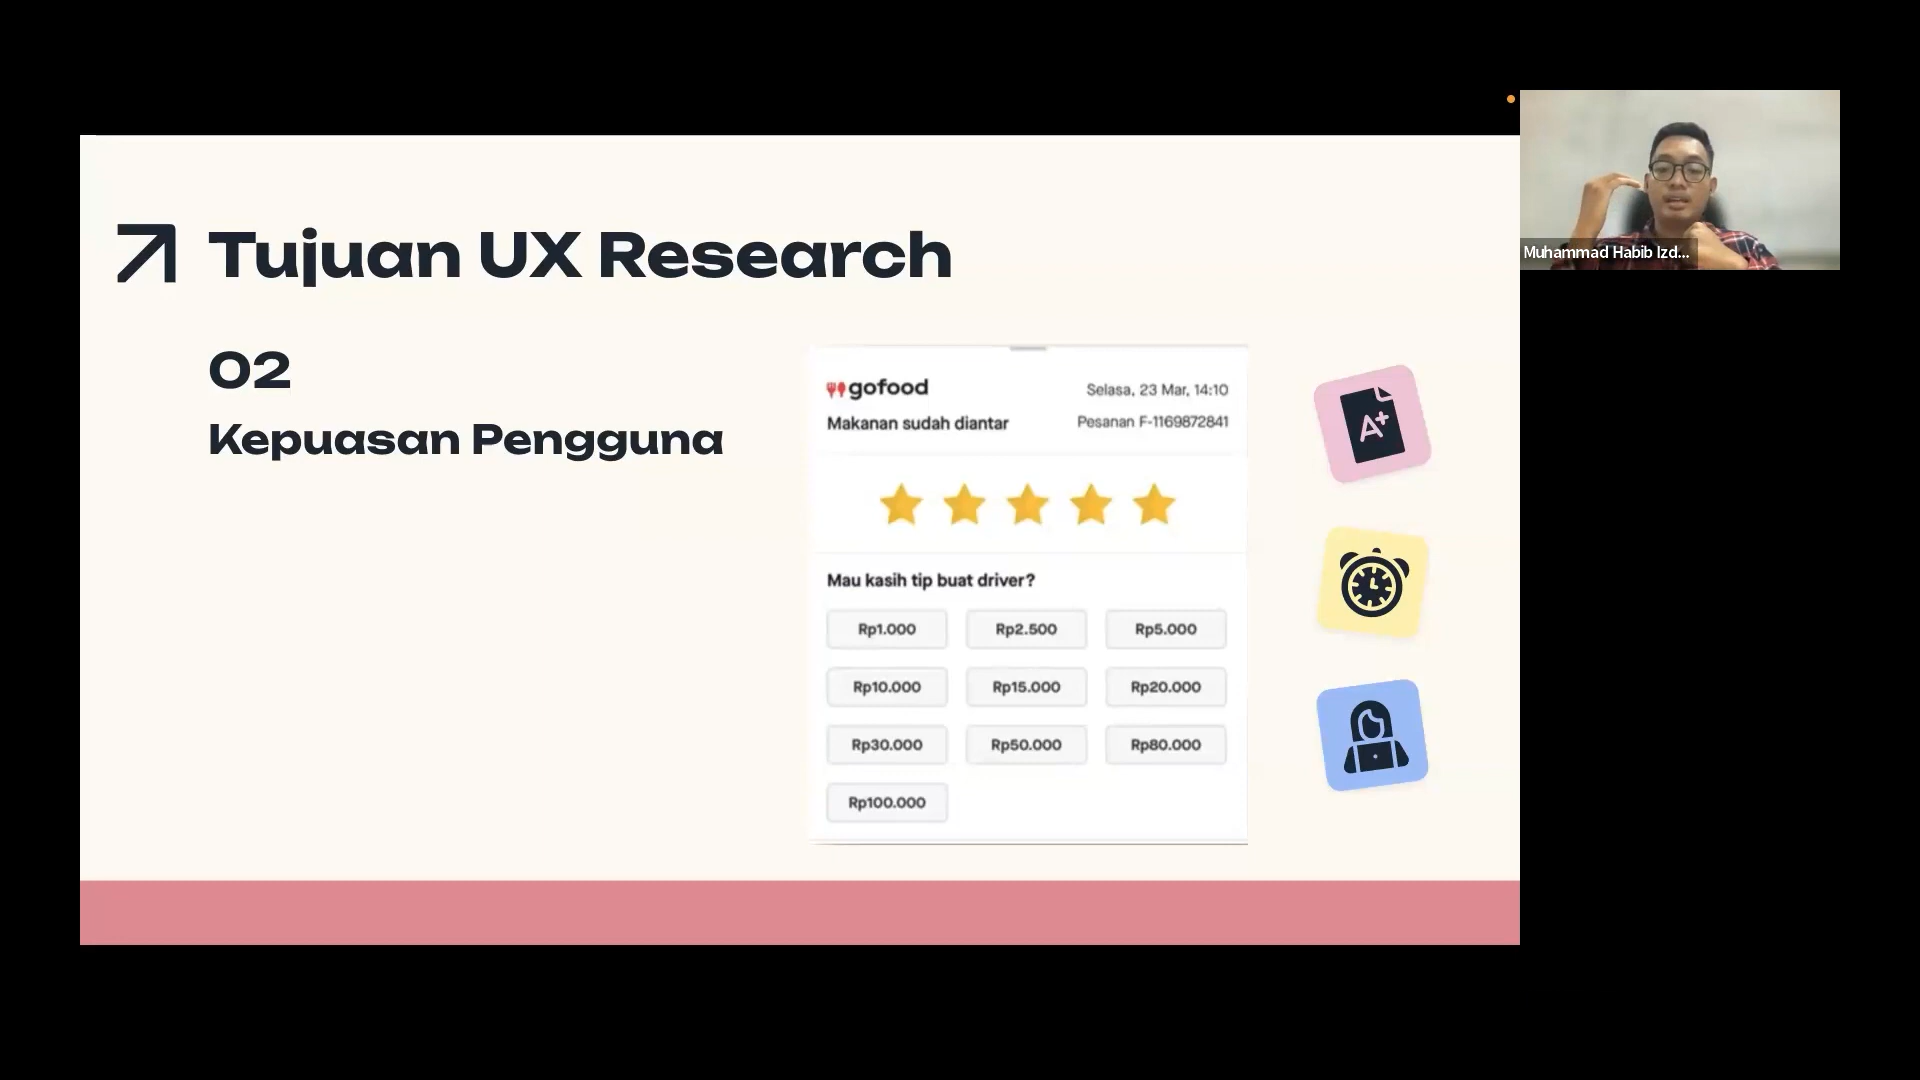 Tujuan UX Research
02
Kepuasan Pengguna
gofood
Selasa, 23 Mar, 14:10
Makanan sudah diantar
Pesanan F-1169872841
Mau kasih tip buat driver?
Rp1.000 Rp2.500 Rp5.000
Rp10.000 Rp15.000 Rp20.000
Rp30.000 Rp50.000 Rp80.000
Rp100.000
A+
Muhammad Habib Izd...